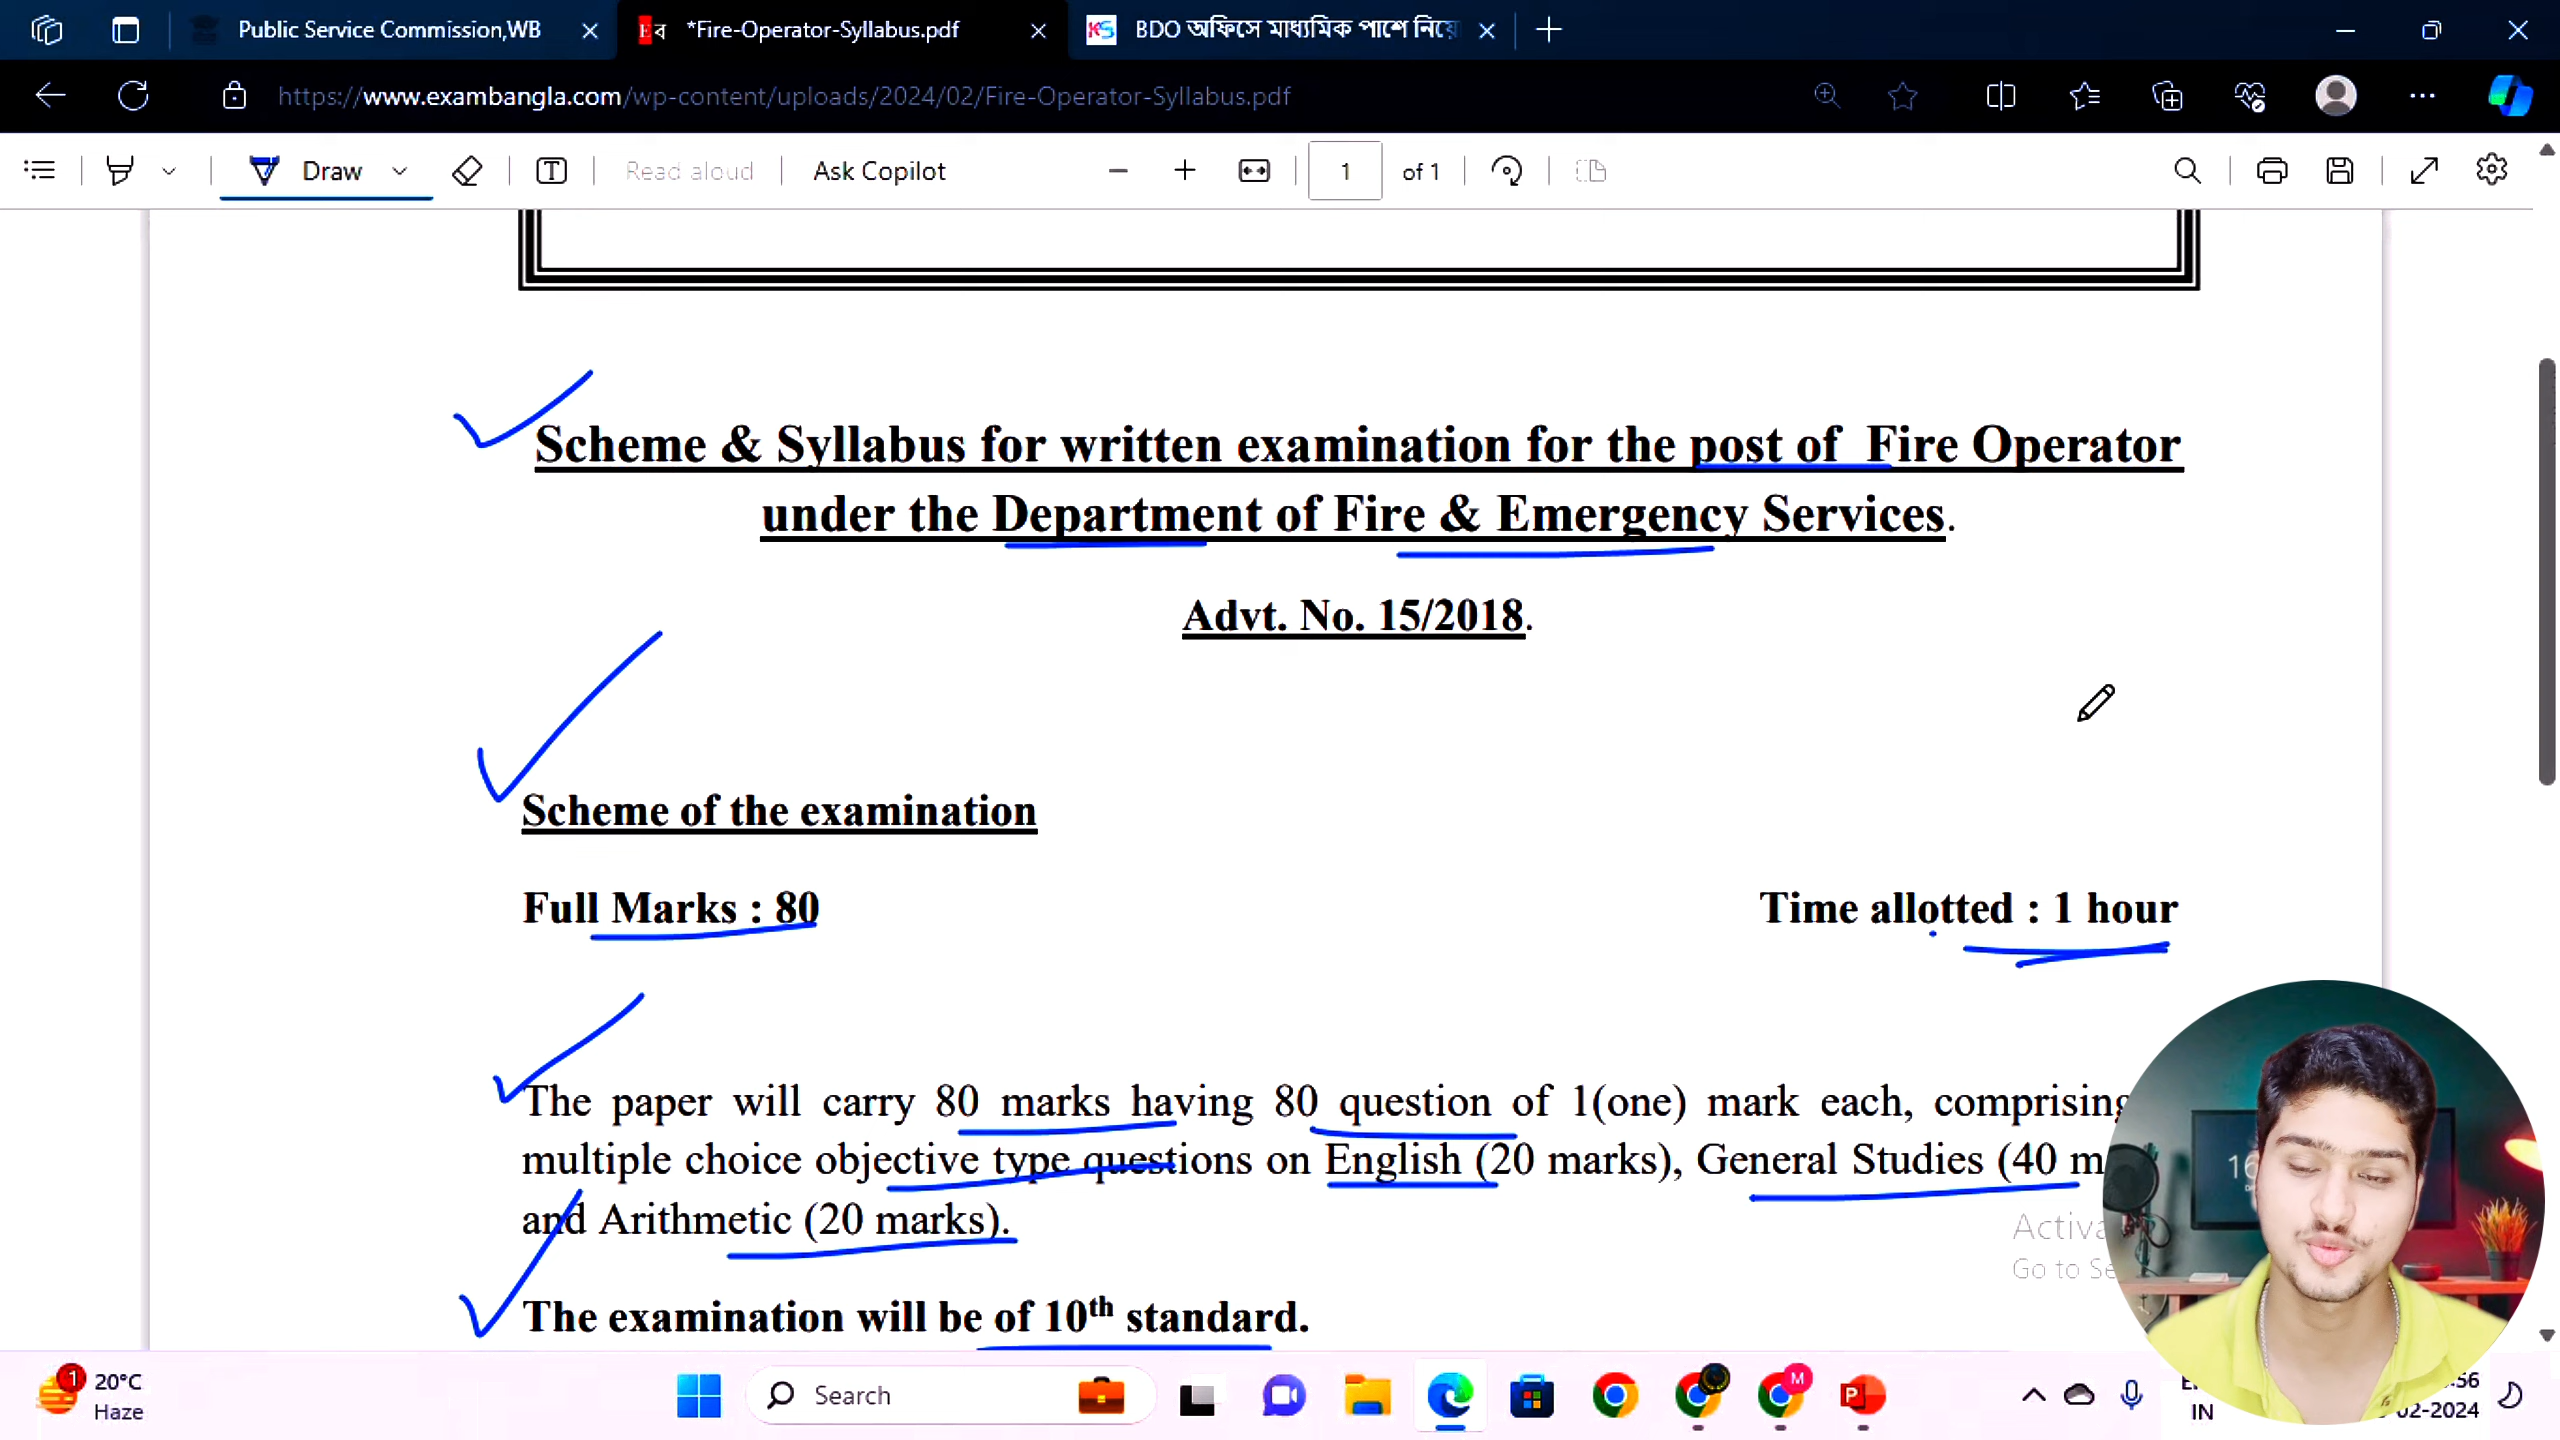 Public Service Commission,WB
*Fire-Operator-Syllabus.pdf
BDO অফিসে মাধ্যমিক পাশে
https://www.exambangla.com/wp-content/uploads/2024/02/Fire-Operator-Syllabus.pdf
Draw
Read aloud
Ask Copilot
1 of 1
Scheme & Syllabus for written examination for the post of Fire Operator
under the Department of Fire & Emergency Services.
Advt. No. 15/2018.
Scheme of the examination
Full Marks : 80
Time allotted : 1 hour
The paper will carry 80 marks having 80 question of 1(one) mark each, comprising
multiple choice objective type questions on English (20 marks), General Studies (40
and Arithmetic (20 marks).
The examination will be of 10th standard.
Go to
1
20°C
Haze
Search
M
IN
02-2024